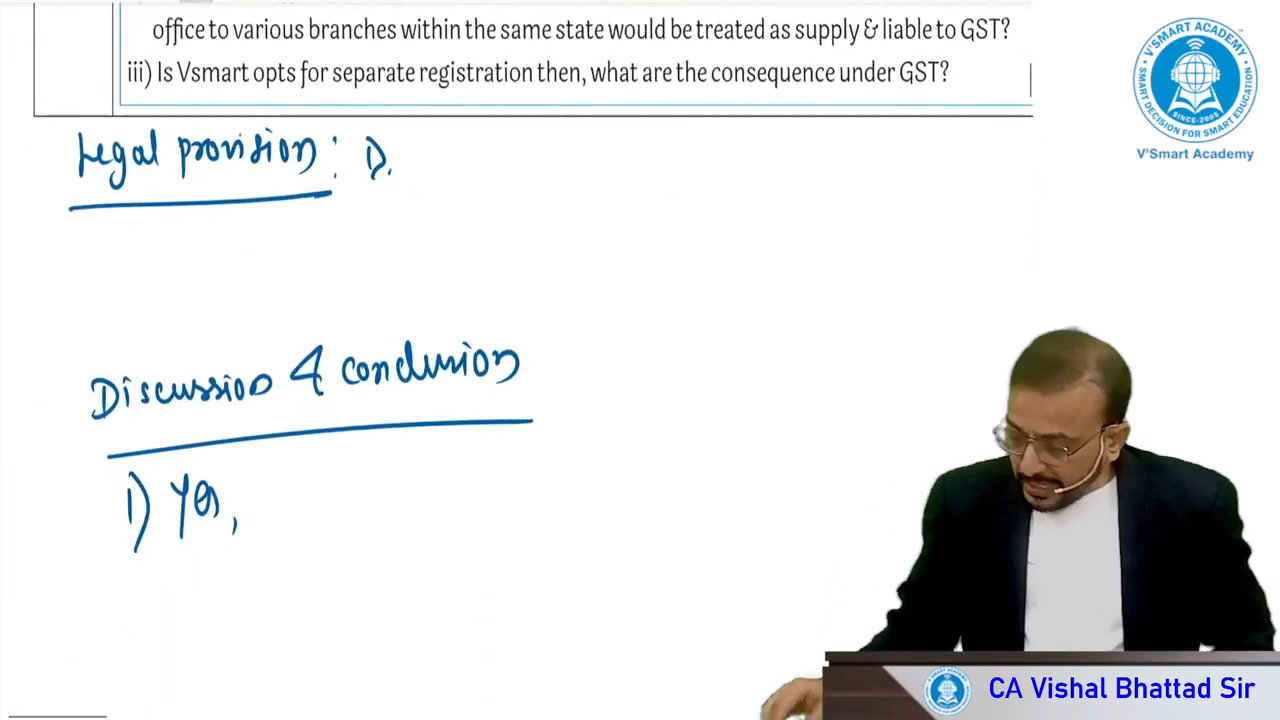 office to various branches within the same state would be treated as supply & liable to GST?
iii) Is Vsmart opts for separate registration then, what are the consequence under GST?
Legal provision : D.
Discussion & conclusion
1) Yes,
V'SMART ACADEMY
SMART DECISION FOR SMART EDUCATION
SINCE-2005
V'Smart Academy
CA Vishal Bhattad Sir